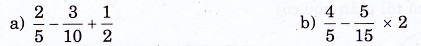 a) 2/5 − 3/10 + 1/2 b) 4/5 − 5/15 × 2